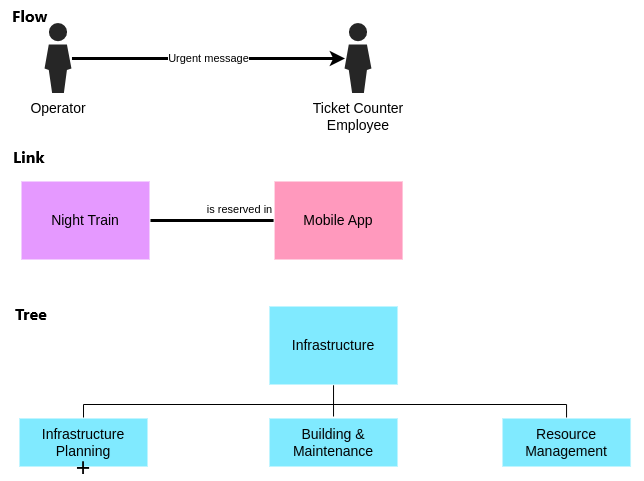 Flow
Urgent message
Operator
Ticket Counter
Employee
Link
is reserved in
Night Train
Mobile App
Tree
Infrastructure
Infrastructure
Planning
Building &
Maintenance
Resource
Management